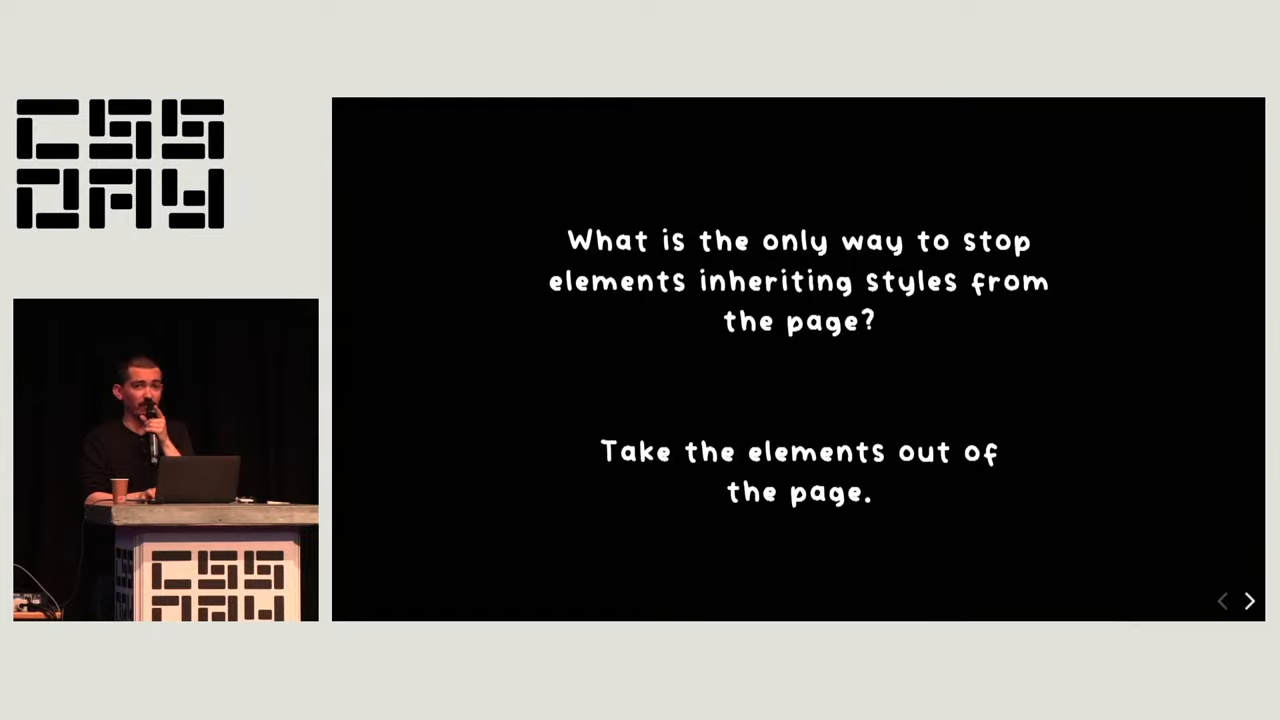 CSS
DAY
What is the only way to stop
elements inheriting styles from
the page?
Take the elements out of
the page.
CSS
DAY